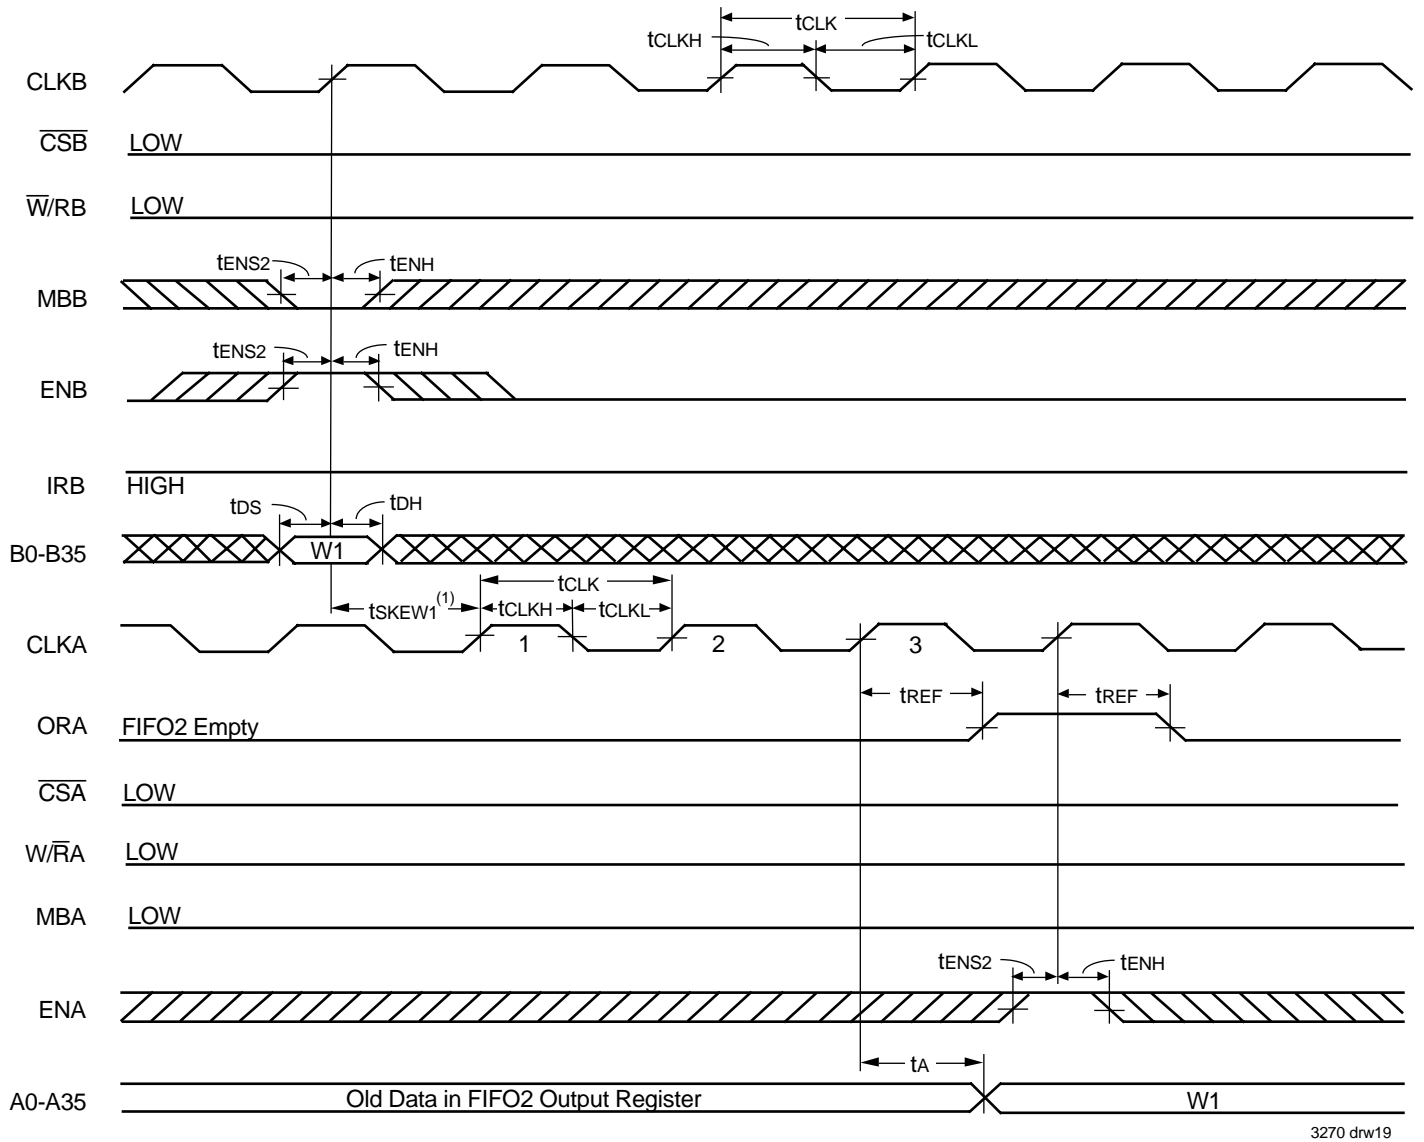 tCLK
tCLKH
tCLKL
CLKB
CSB
LOW
W/RB
LOW
tENS2
tENH
MBB
tENS2
tENH
ENB
IRB
HIGH
tDS
tDH
B0-B35
W1
tCLK
tSKEW1(1)
tCLKH
tCLKL
CLKA
1
2
3
tREF
tREF
ORA
FIFO2 Empty
CSA
LOW
W/RA
LOW
MBA
LOW
tENS2
tENH
ENA
tA
A0-A35
Old Data in FIFO2 Output Register
W1
3270 drw19